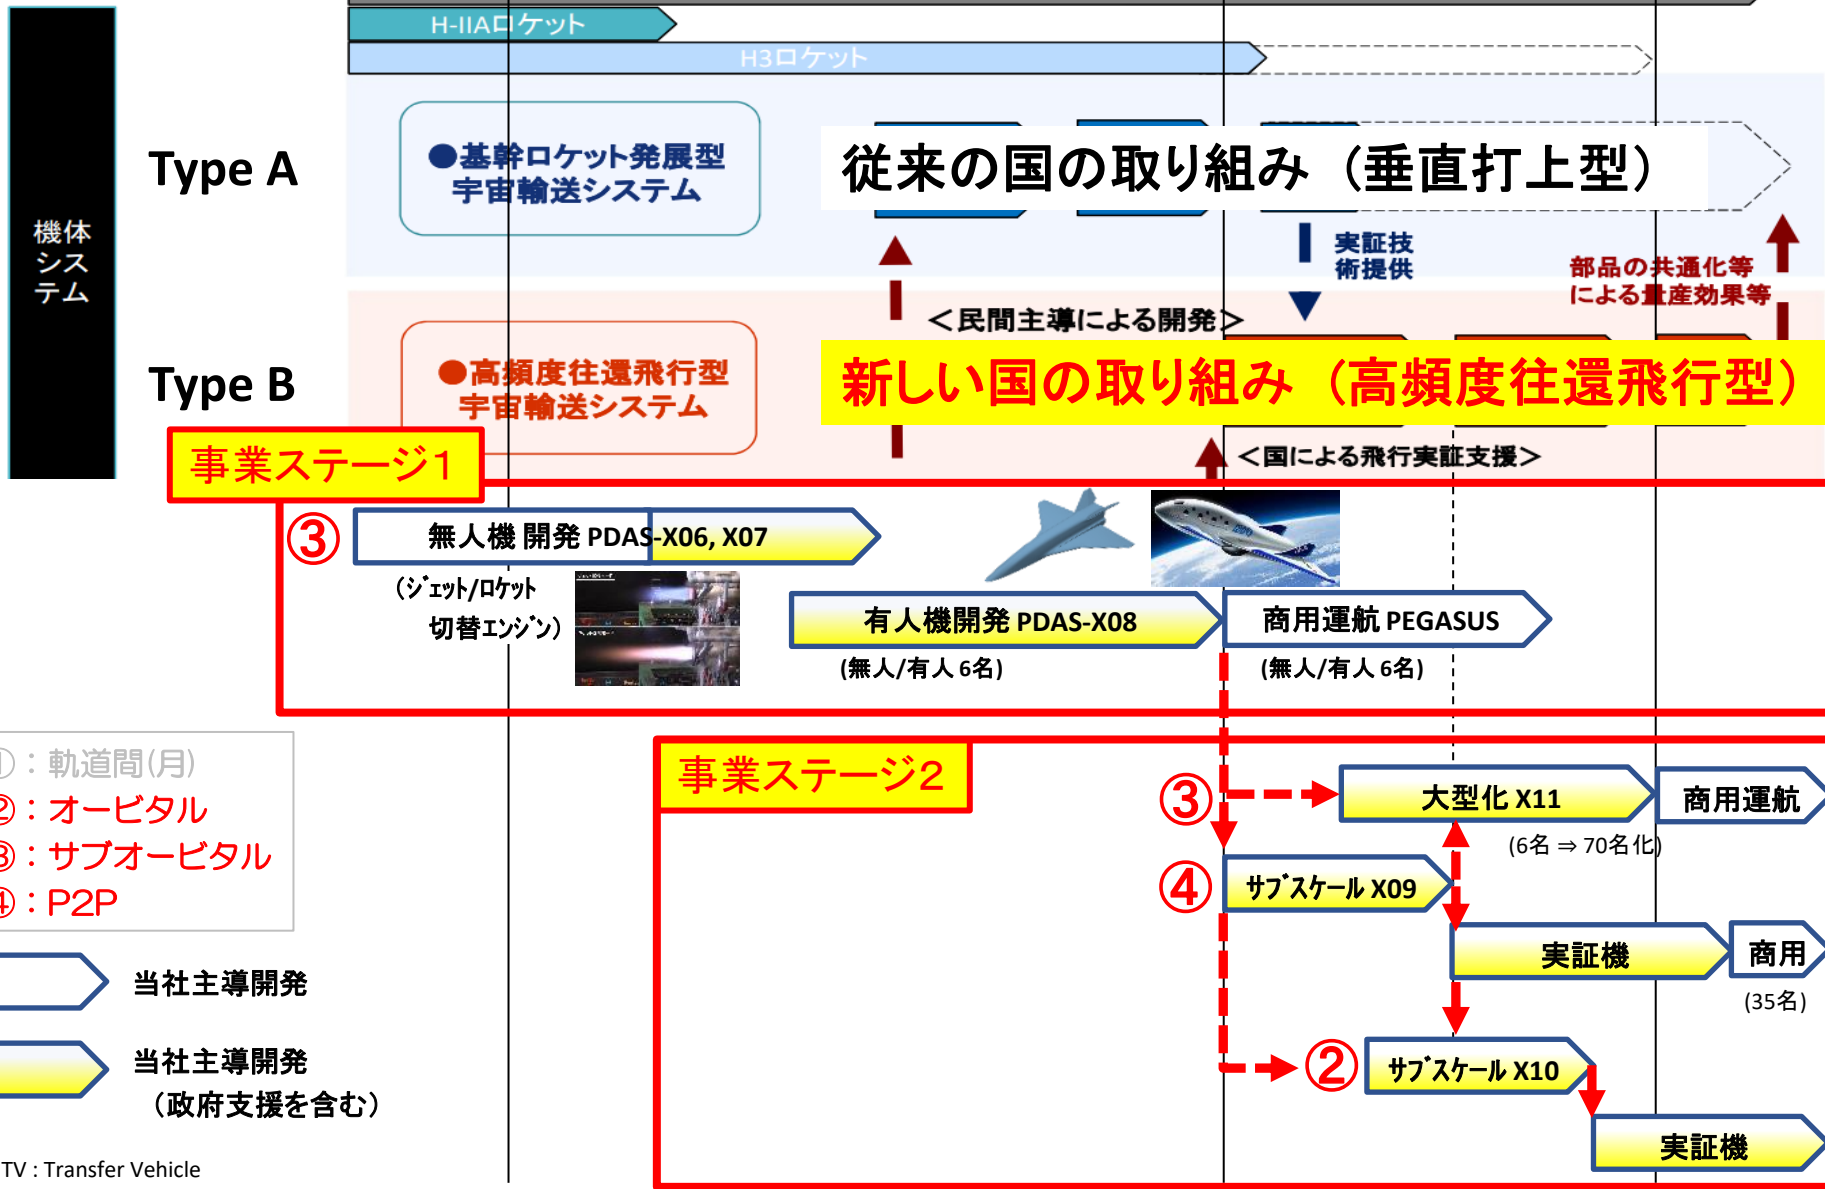 H-IIAロケット
H3ロケット
機体
シス
テム
Type A
●基幹ロケット発展型
宇宙輸送システム
従来の国の取り組み（垂直打上型）
実証技
術提供
部品の共通化等
による量産効果等
＜民間主導による開発＞
Type B
●高頻度往還飛行型
宇宙輸送システム
新しい国の取り組み（高頻度往還飛行型）
＜国による飛行実証支援＞
事業ステージ1
③
無人機 開発 PDAS-X06, X07
（ジェット/ロケット
切替エンジン）
有人機開発 PDAS-X08
(無人/有人 6名)
商用運航 PEGASUS
(無人/有人 6名)
①：軌道間(月)
②：オービタル
③：サブオービタル
④：P2P
当社主導開発
当社主導開発
（政府支援を含む）
TV : Transfer Vehicle
事業ステージ2
③
大型化 X11
商用運航
(6名 ⇒ 70名化)
④
サブスケール X09
実証機
商用
(35名)
②
サブスケール X10
実証機